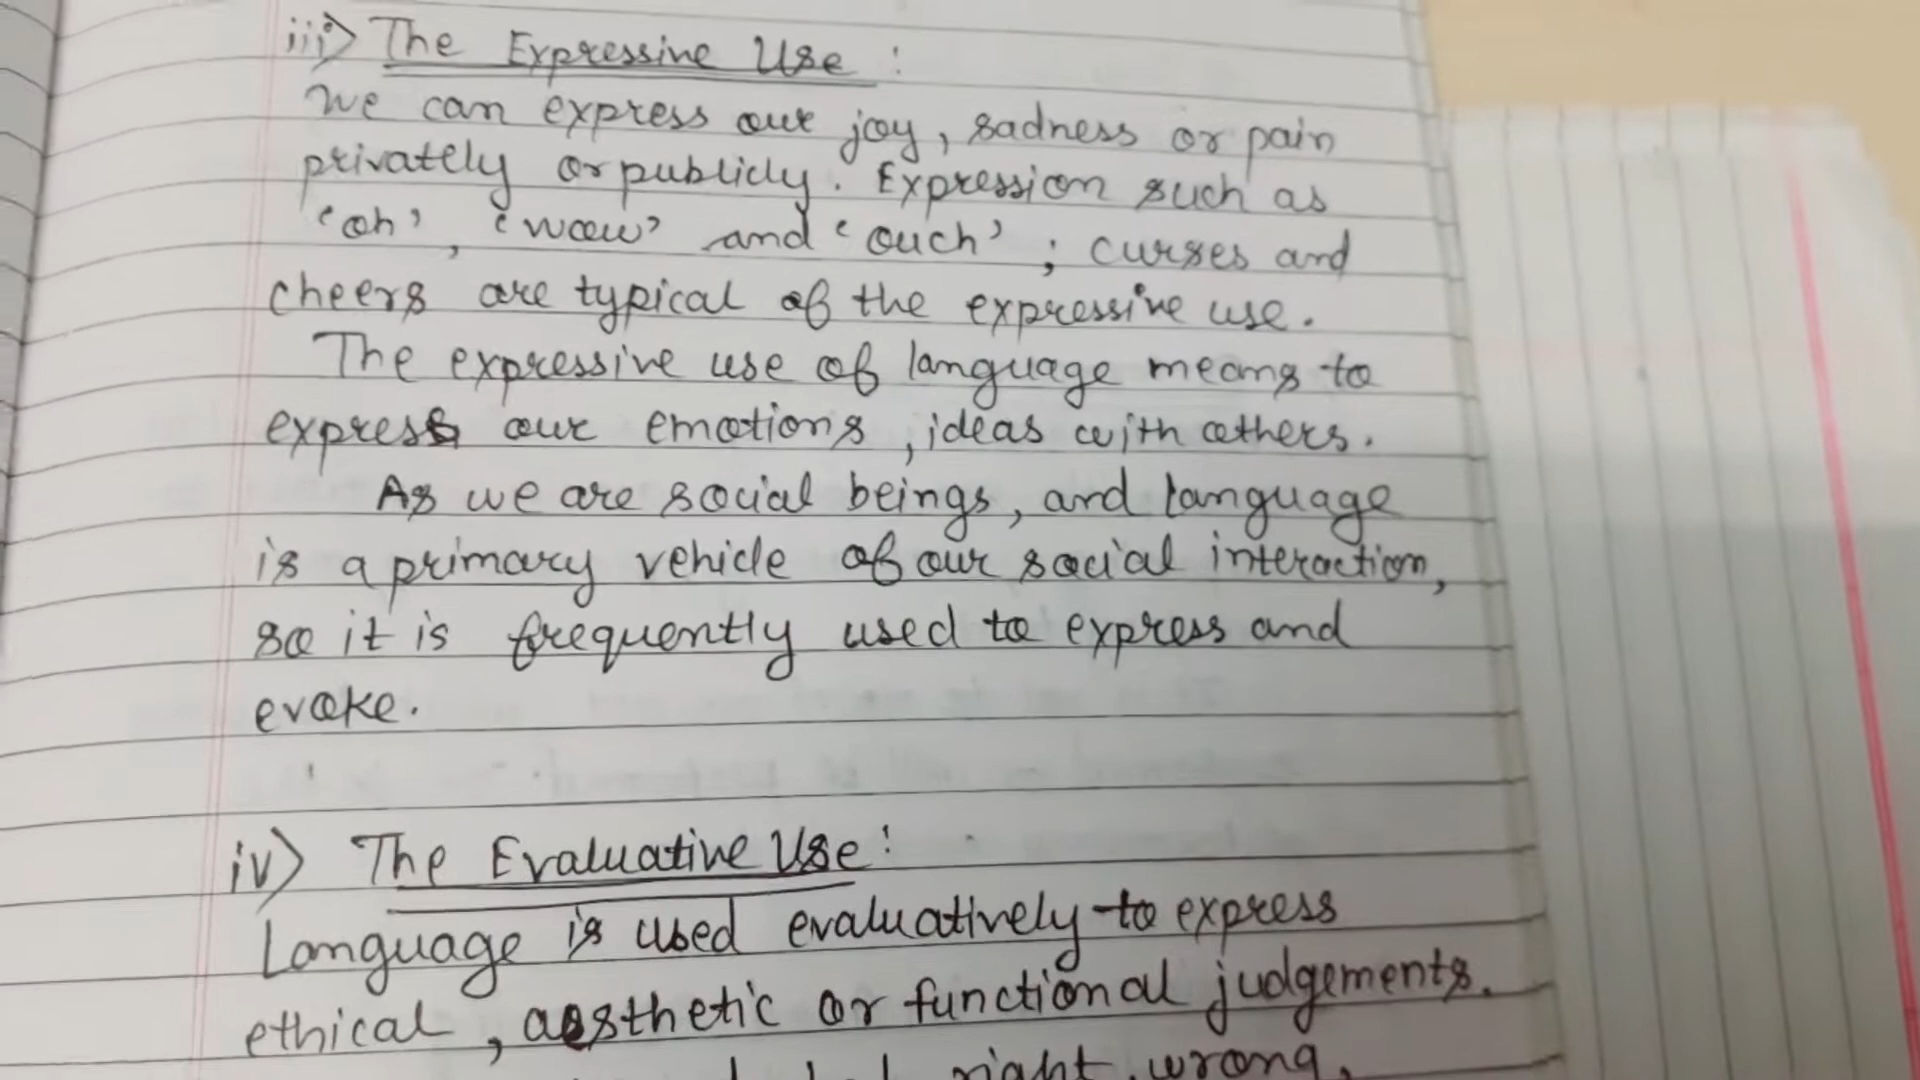 iii) The Expressive Use :
We can express our joy, sadness or pain
privately or publicly. Expression such as
'oh', 'wow' and 'ouch' ; curses and
cheers are typical of the expressive use.
The expressive use of language means to
express our emotions, ideas with others.
As we are social beings, and language
is a primary vehicle of our social interaction,
so it is frequently used to express and
evoke.
iv) The Evaluative Use :
Language is used evaluatively to express
ethical, aesthetic or functional judgements.
right, wrong,